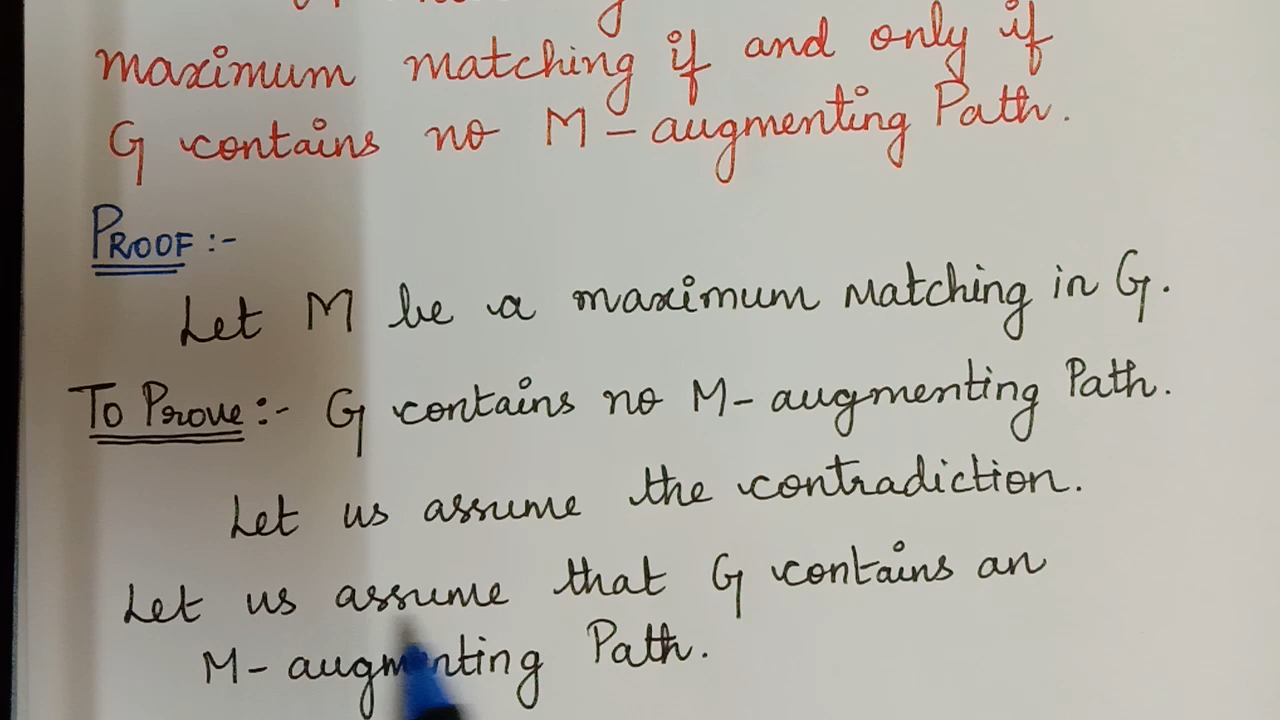 maximum matching if and only if
G contains no M-augmenting Path.
PROOF :-
Let M be a maximum Matching in G.
To Prove :- G contains no M-augmenting Path.
Let us assume the contradiction.
Let us assume that G contains an
M-augmenting Path.